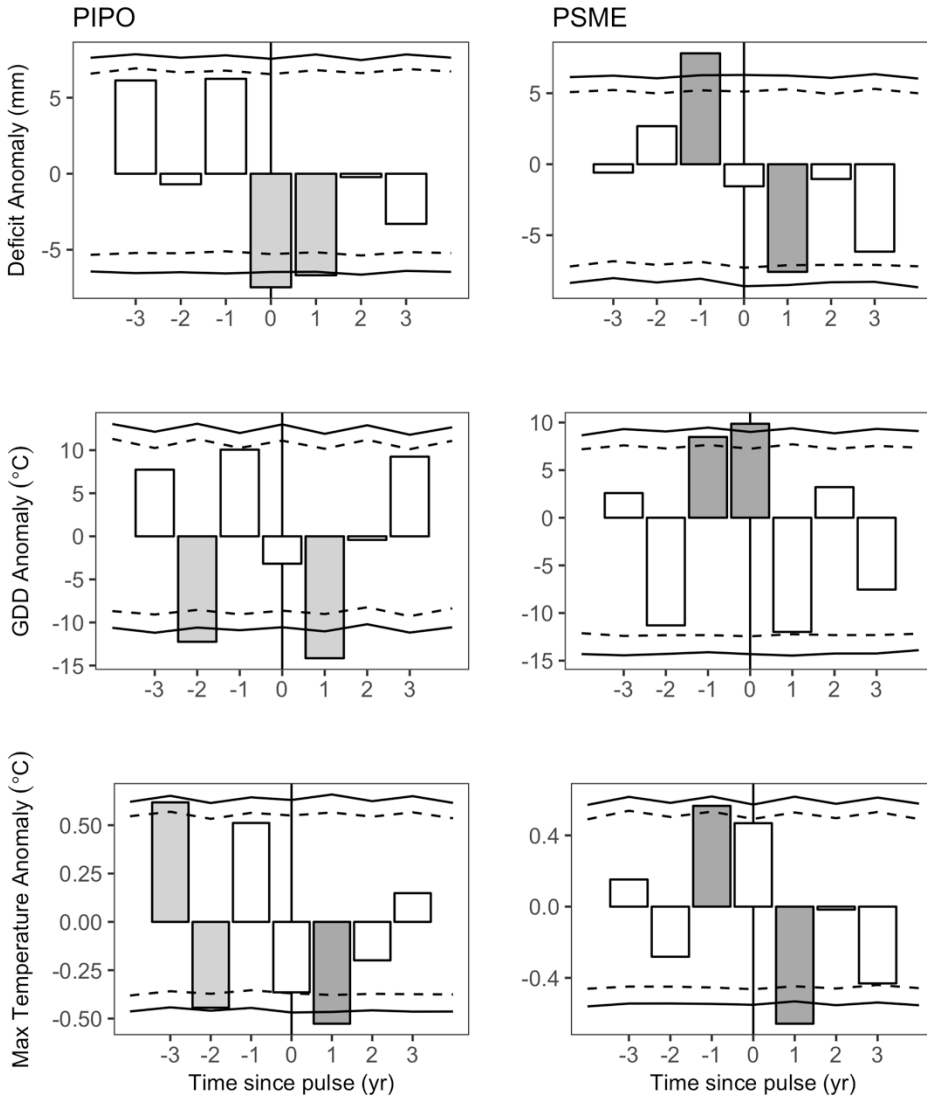 PIPO
PSME
Deficit Anomaly (mm)
5
0
-5
-3 -2 -1 0 1 2 3
5
0
-5
-3 -2 -1 0 1 2 3
GDD Anomaly (°C)
10
5
0
-5
-10
-15
-3 -2 -1 0 1 2 3
10
5
0
-5
-10
-15
-3 -2 -1 0 1 2 3
Max Temperature Anomaly (°C)
0.50
0.25
0.00
-0.25
-0.50
-3 -2 -1 0 1 2 3
Time since pulse (yr)
0.4
0.0
-0.4
-3 -2 -1 0 1 2 3
Time since pulse (yr)